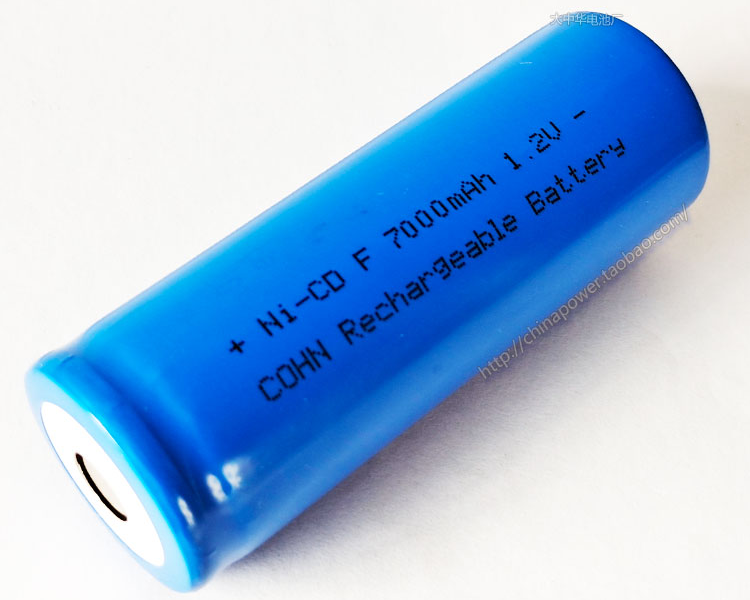 大中华电池厂
+ Ni-CD F 7000mAh 1.2V -
COHN Rechargeable Battery
http://chinapower.taobao.com/